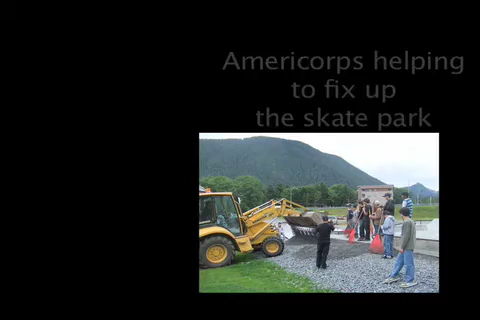 Americorps helping
to fix up
the skate park